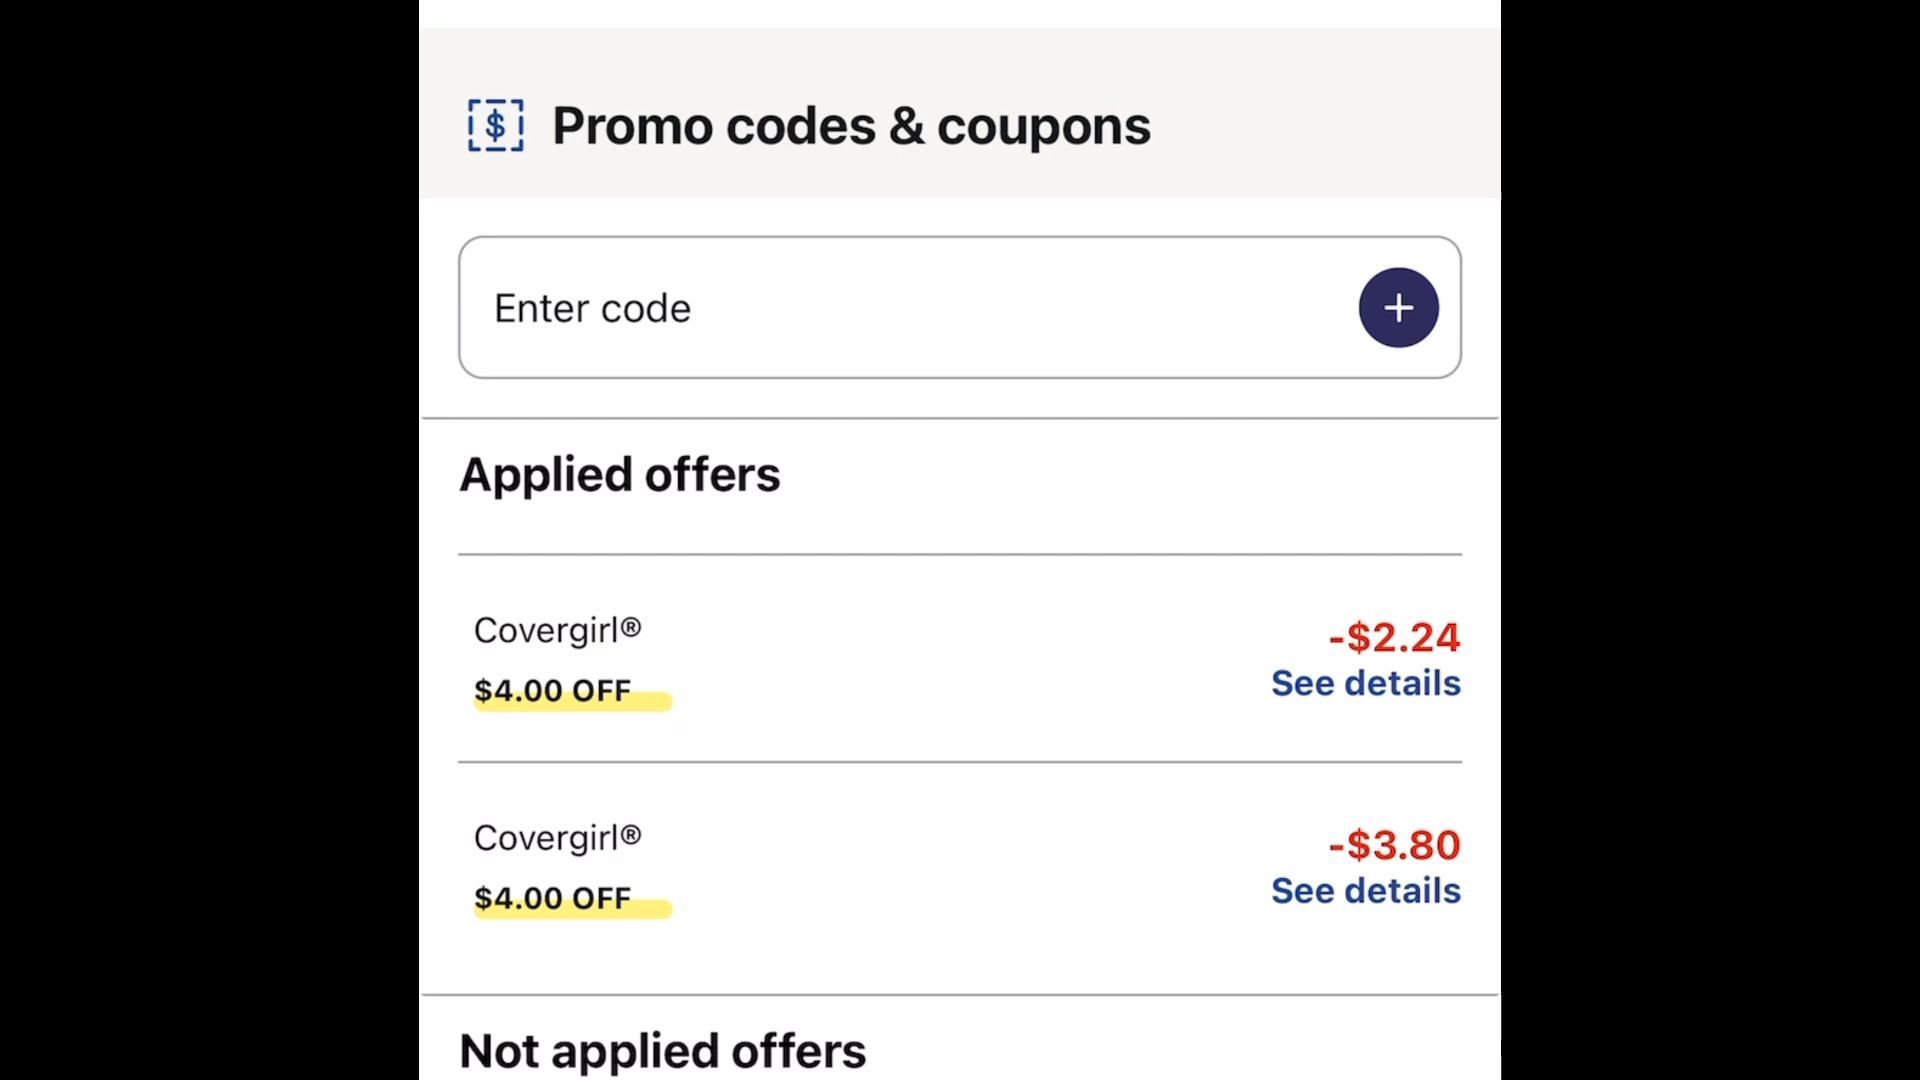 Promo codes & coupons
Enter code
Applied offers
Covergirl®
-$2.24
$4.00 OFF
See details
Covergirl®
-$3.80
$4.00 OFF
See details
Not applied offers